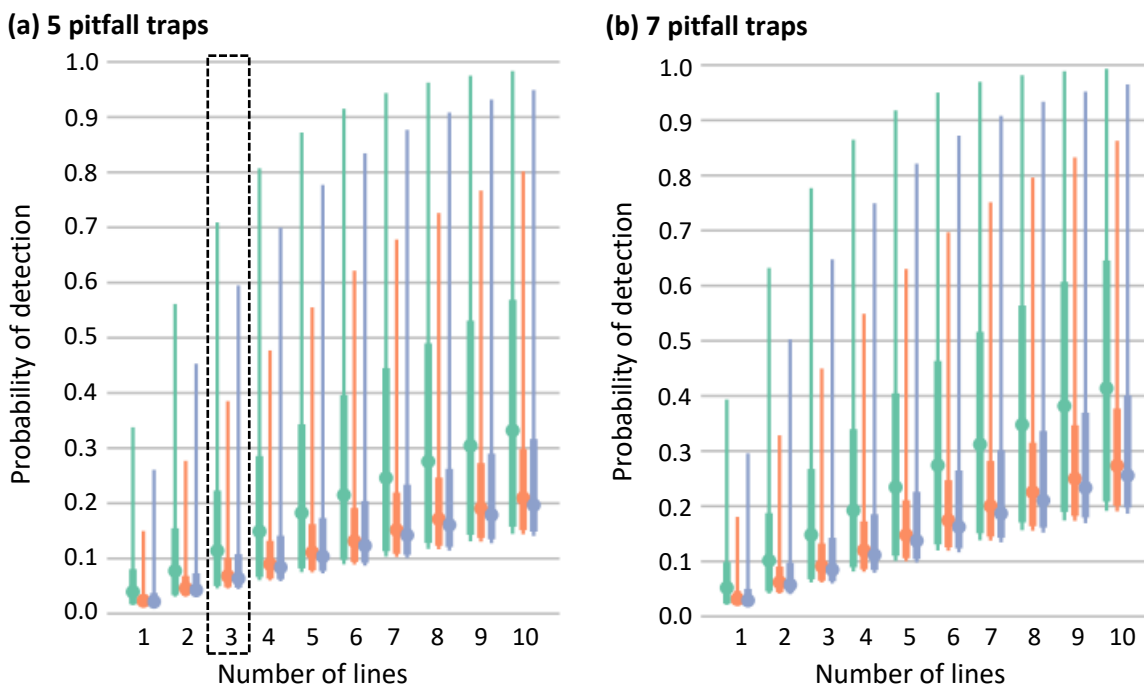 (a) 5 pitfall traps
Probability of detection
1.0
0.9
0.8
0.7
0.6
0.5
0.4
0.3
0.2
0.1
0.0
1 2 3 4 5 6 7 8 9 10
Number of lines
(b) 7 pitfall traps
Probability of detection
1.0
0.9
0.8
0.7
0.6
0.5
0.4
0.3
0.2
0.1
0.0
1 2 3 4 5 6 7 8 9 10
Number of lines